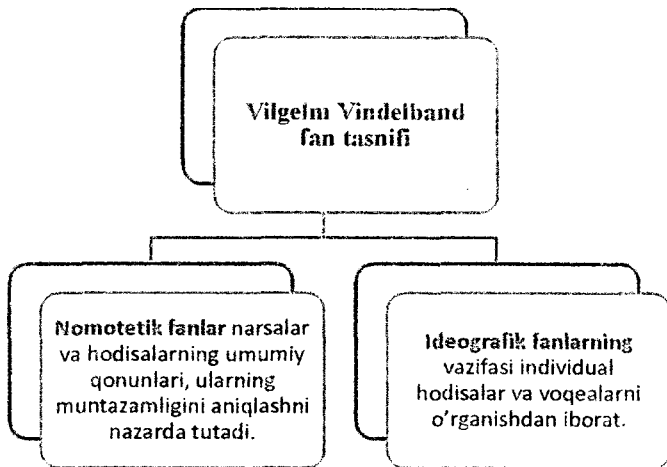 Vilgelm Vindelband
fan tasnifi
Nomotetik fanlar narsalar
va hodisalarning umumiy
qonunlari, ularning
muntazamligini aniqlashni
nazarda tutadi.
Ideografik fanlarning
vazifasi individual
hodisalar va voqealarni
o'rganishdan iborat.